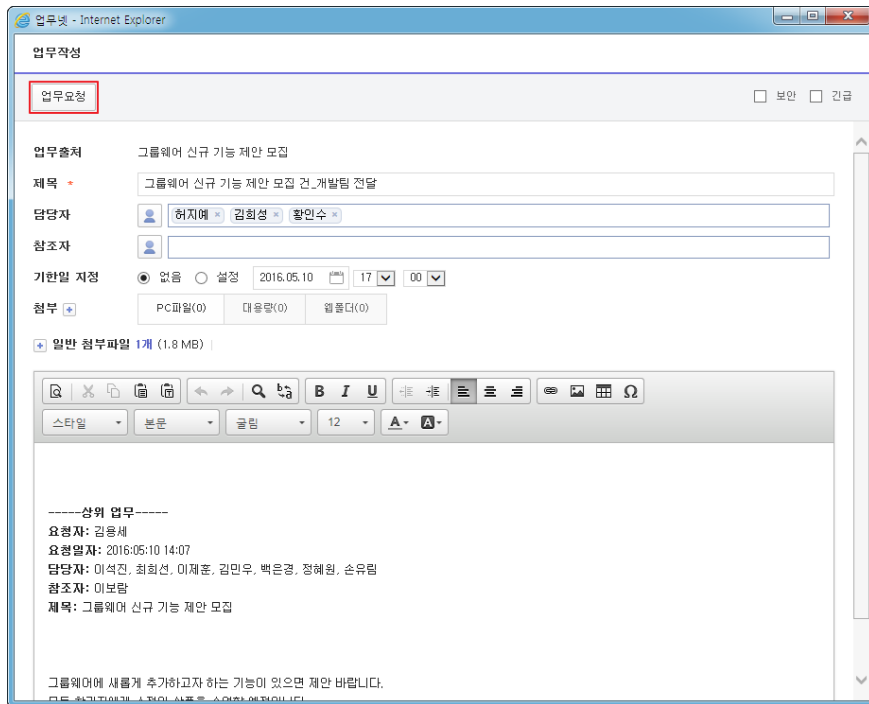 업무넷 - Internet Explorer
업무작성
업무요청 보안 긴급
업무출처 그룹웨어 신규 기능 제안 모집
제목 * 그룹웨어 신규 기능 제안 모집 건_개발팀 전달
담당자 허지예 × 김희성 × 황인수 ×
참조자
기한일 지정 없음 설정 2016.05.10 17 00
첨부 + PC파일(0) 대용량(0) 웹폴더(0)
+ 일반 첨부파일 1개 (1.8 MB) |
B I U Ω
스타일 본문 굴림 12 A A
-----상위 업무-----
요청자: 김용세
요청일자: 2016:05:10 14:07
담당자: 이석진, 최희선, 이제훈, 김민우, 백은경, 정혜원, 손유림
참조자: 이보람
제목: 그룹웨어 신규 기능 제안 모집
그룹웨어에 새롭게 추가하고자 하는 기능이 있으면 제안 바랍니다.